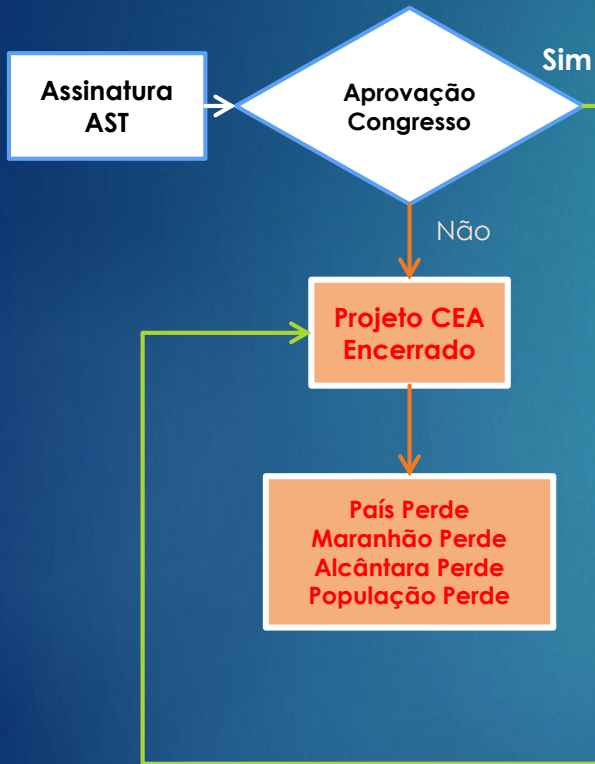 Assinatura
AST
Aprovação
Congresso
Sim
Não
Projeto CEA
Encerrado
País Perde
Maranhão Perde
Alcântara Perde
População Perde